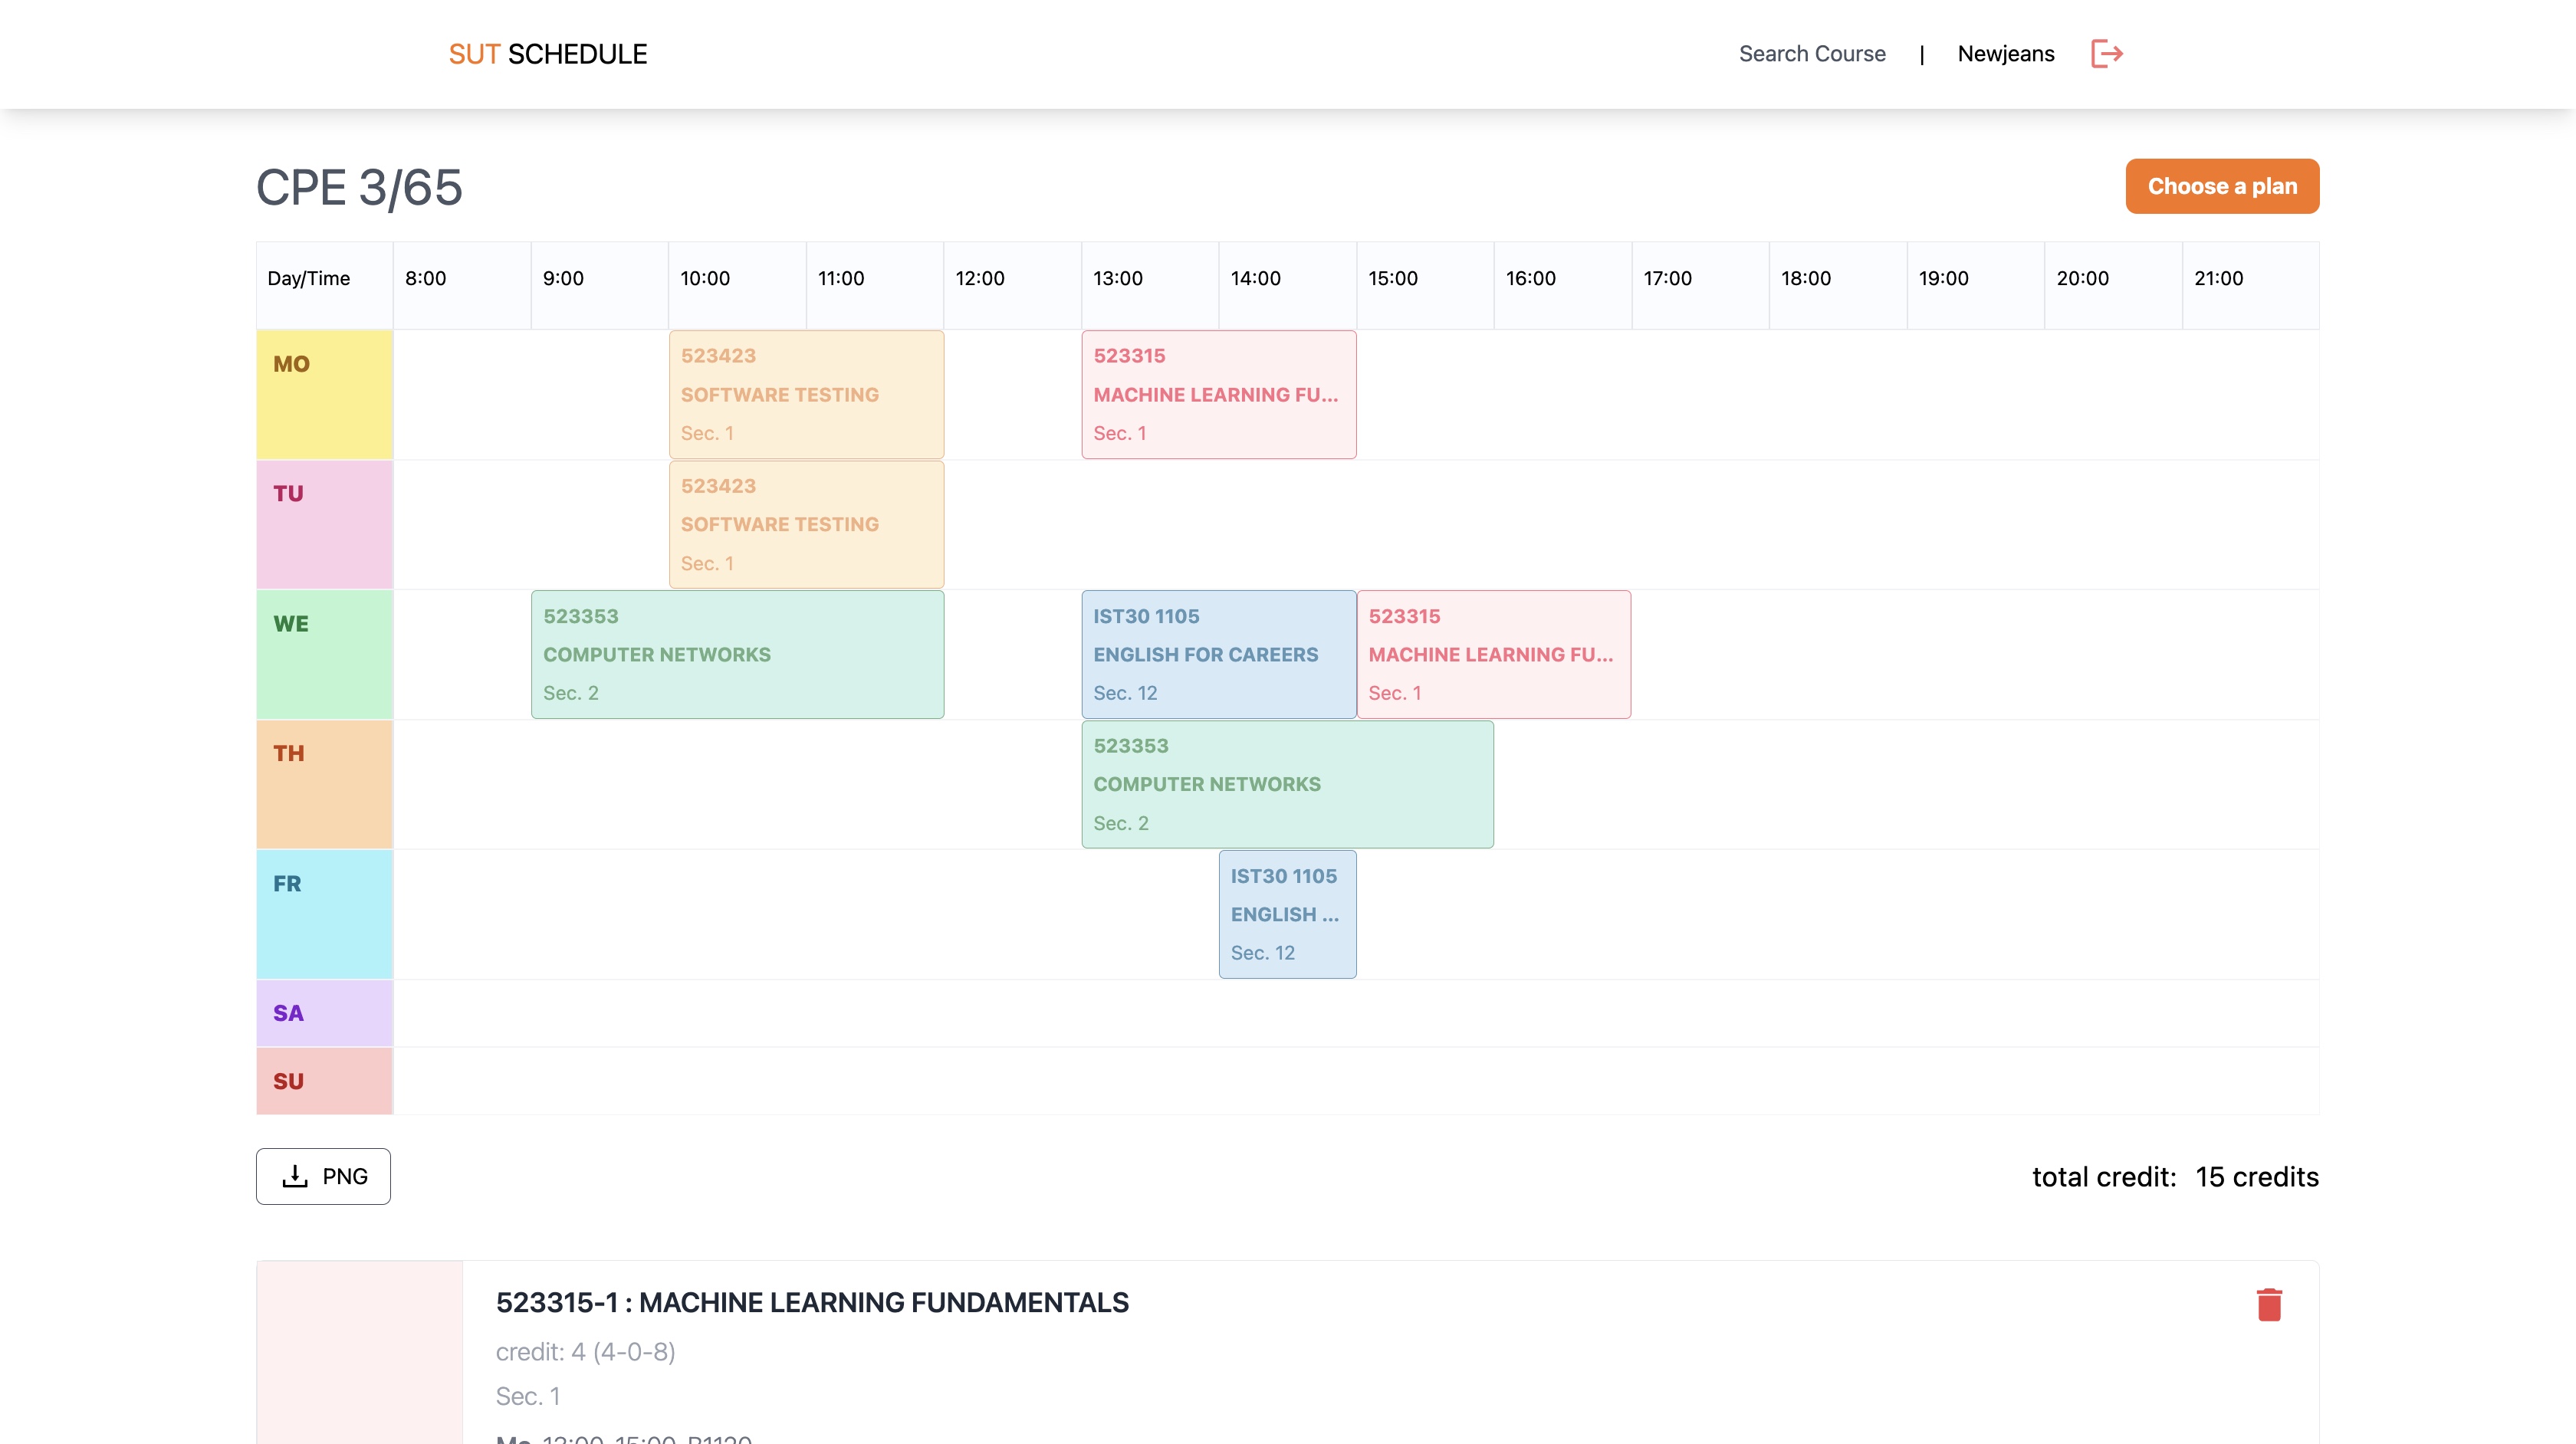 SUT SCHEDULE
Search Course | Newjeans
CPE 3/65
Choose a plan
Day/Time 8:00 9:00 10:00 11:00 12:00 13:00 14:00 15:00 16:00 17:00 18:00 19:00 20:00 21:00
MO
523423
SOFTWARE TESTING
Sec. 1
523315
MACHINE LEARNING FU...
Sec. 1
TU
523423
SOFTWARE TESTING
Sec. 1
WE
523353
COMPUTER NETWORKS
Sec. 2
IST30 1105
ENGLISH FOR CAREERS
Sec. 12
523315
MACHINE LEARNING FU...
Sec. 1
TH
523353
COMPUTER NETWORKS
Sec. 2
FR
IST30 1105
ENGLISH ...
Sec. 12
SA
SU
PNG
total credit: 15 credits
523315-1 : MACHINE LEARNING FUNDAMENTALS
credit: 4 (4-0-8)
Sec. 1
Mo 13:00-15:00